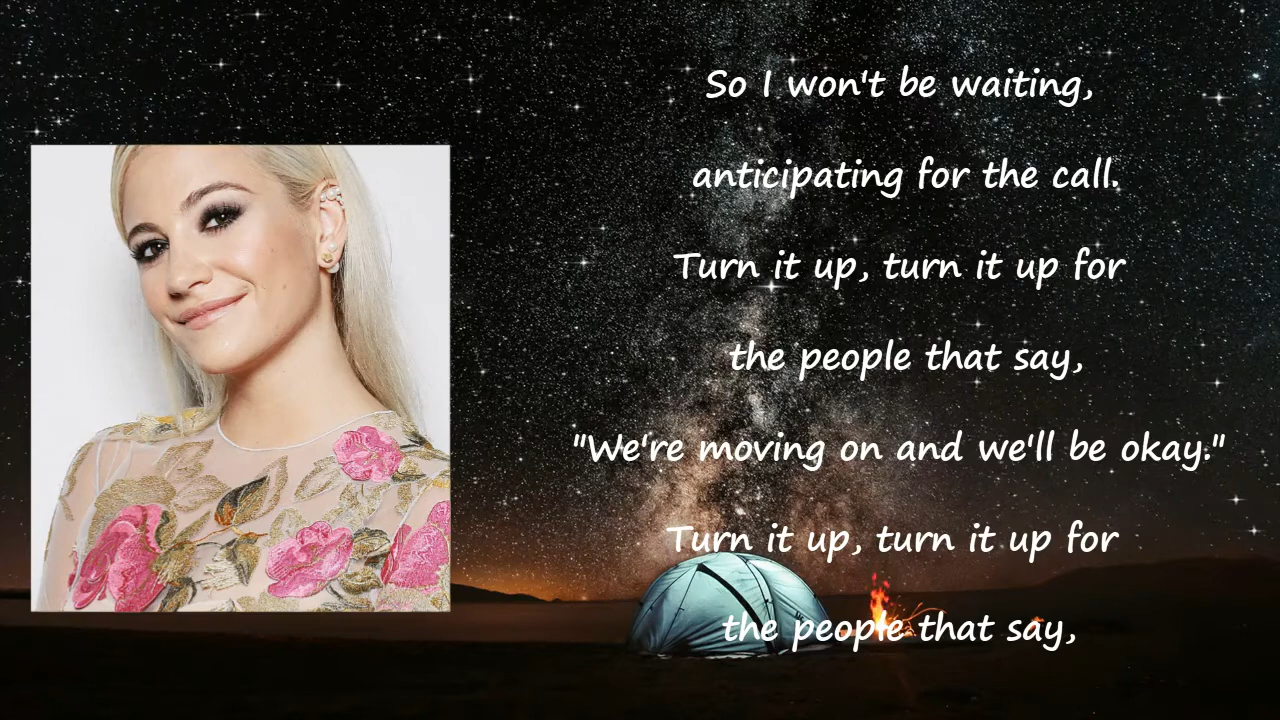 So I won't be waiting,
anticipating for the call.
Turn it up, turn it up for
the people that say,
"We're moving on and we'll be okay."
Turn it up, turn it up for
the people that say,